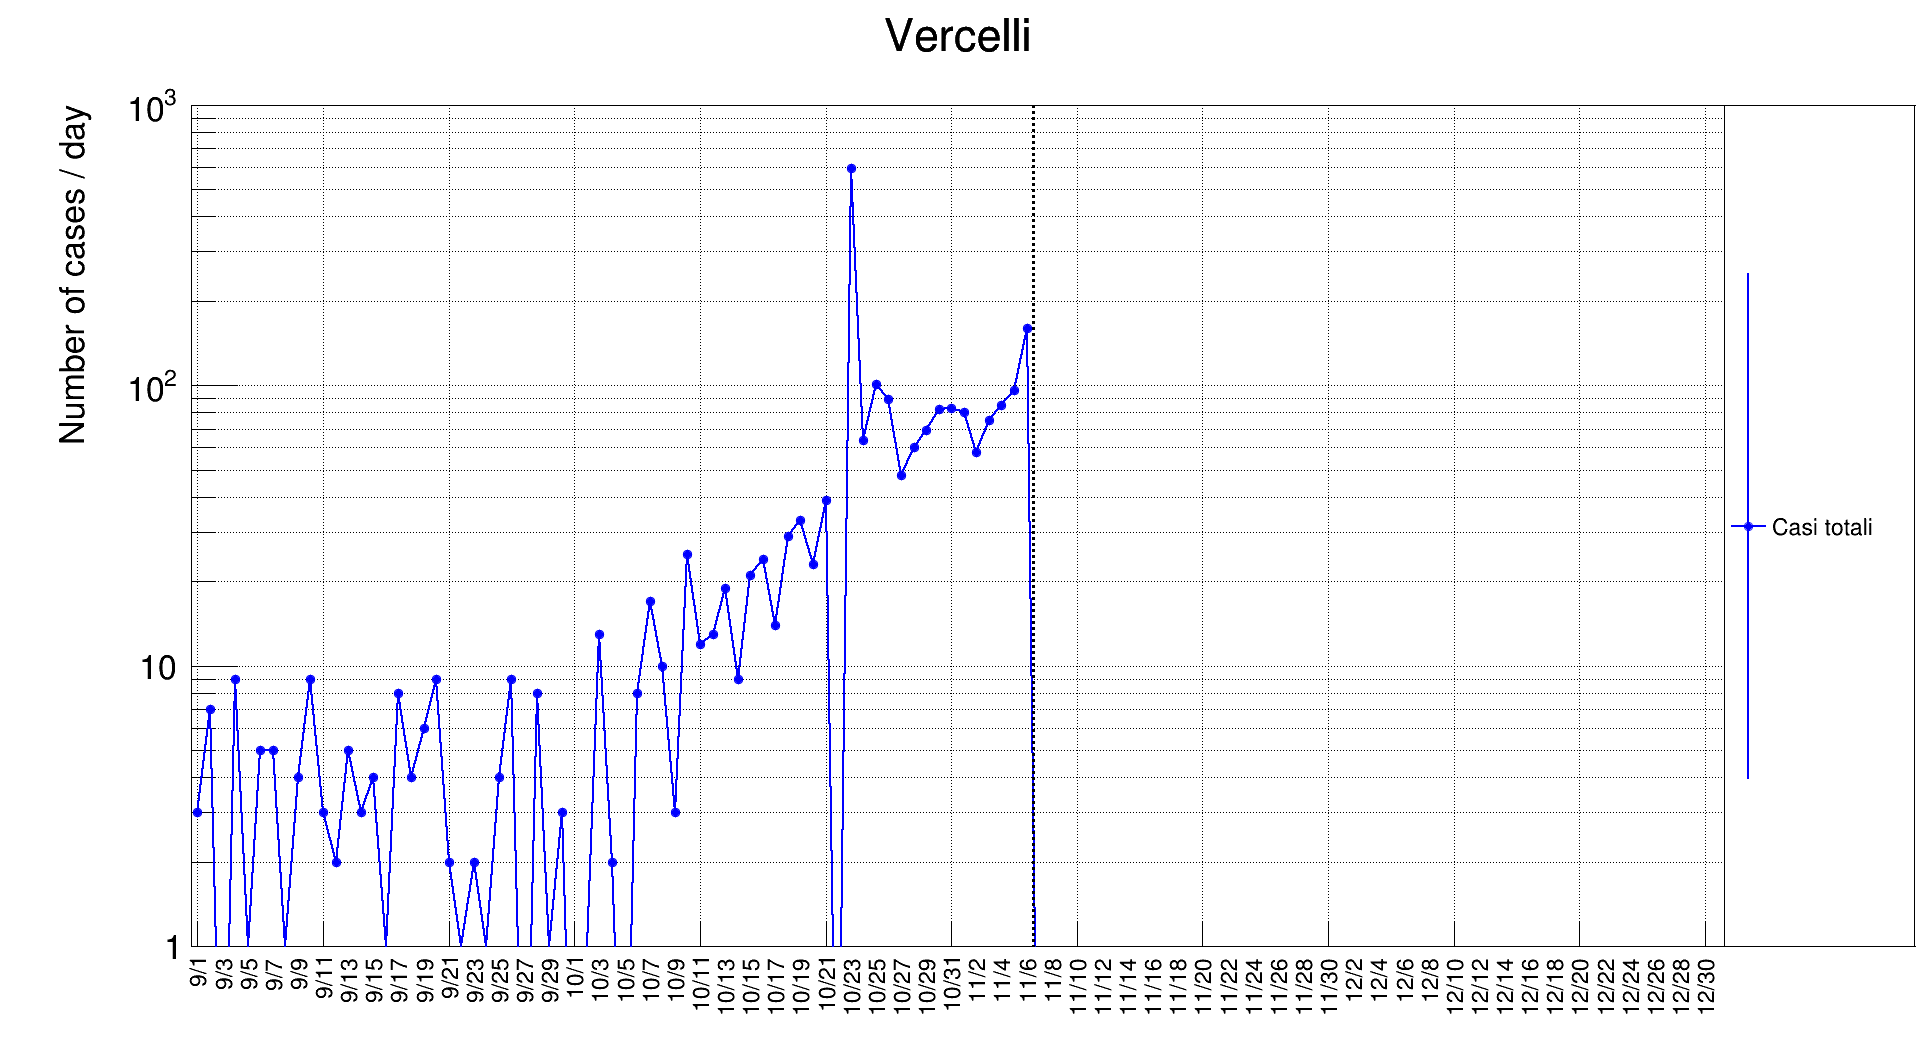 Vercelli
Number of cases / day
10³
10²
10
1
9/1 9/3 9/5 9/7 9/9 9/11 9/13 9/15 9/17 9/19 9/21 9/23 9/25 9/27 9/29 10/1 10/3 10/5 10/7 10/9 10/11 10/13 10/15 10/17 10/19 10/21 10/23 10/25 10/27 10/29 10/31 11/2 11/4 11/6 11/8 11/10 11/12 11/14 11/16 11/18 11/20 11/22 11/24 11/26 11/28 11/30 12/2 12/4 12/6 12/8 12/10 12/12 12/14 12/16 12/18 12/20 12/22 12/24 12/26 12/28 12/30
Casi totali